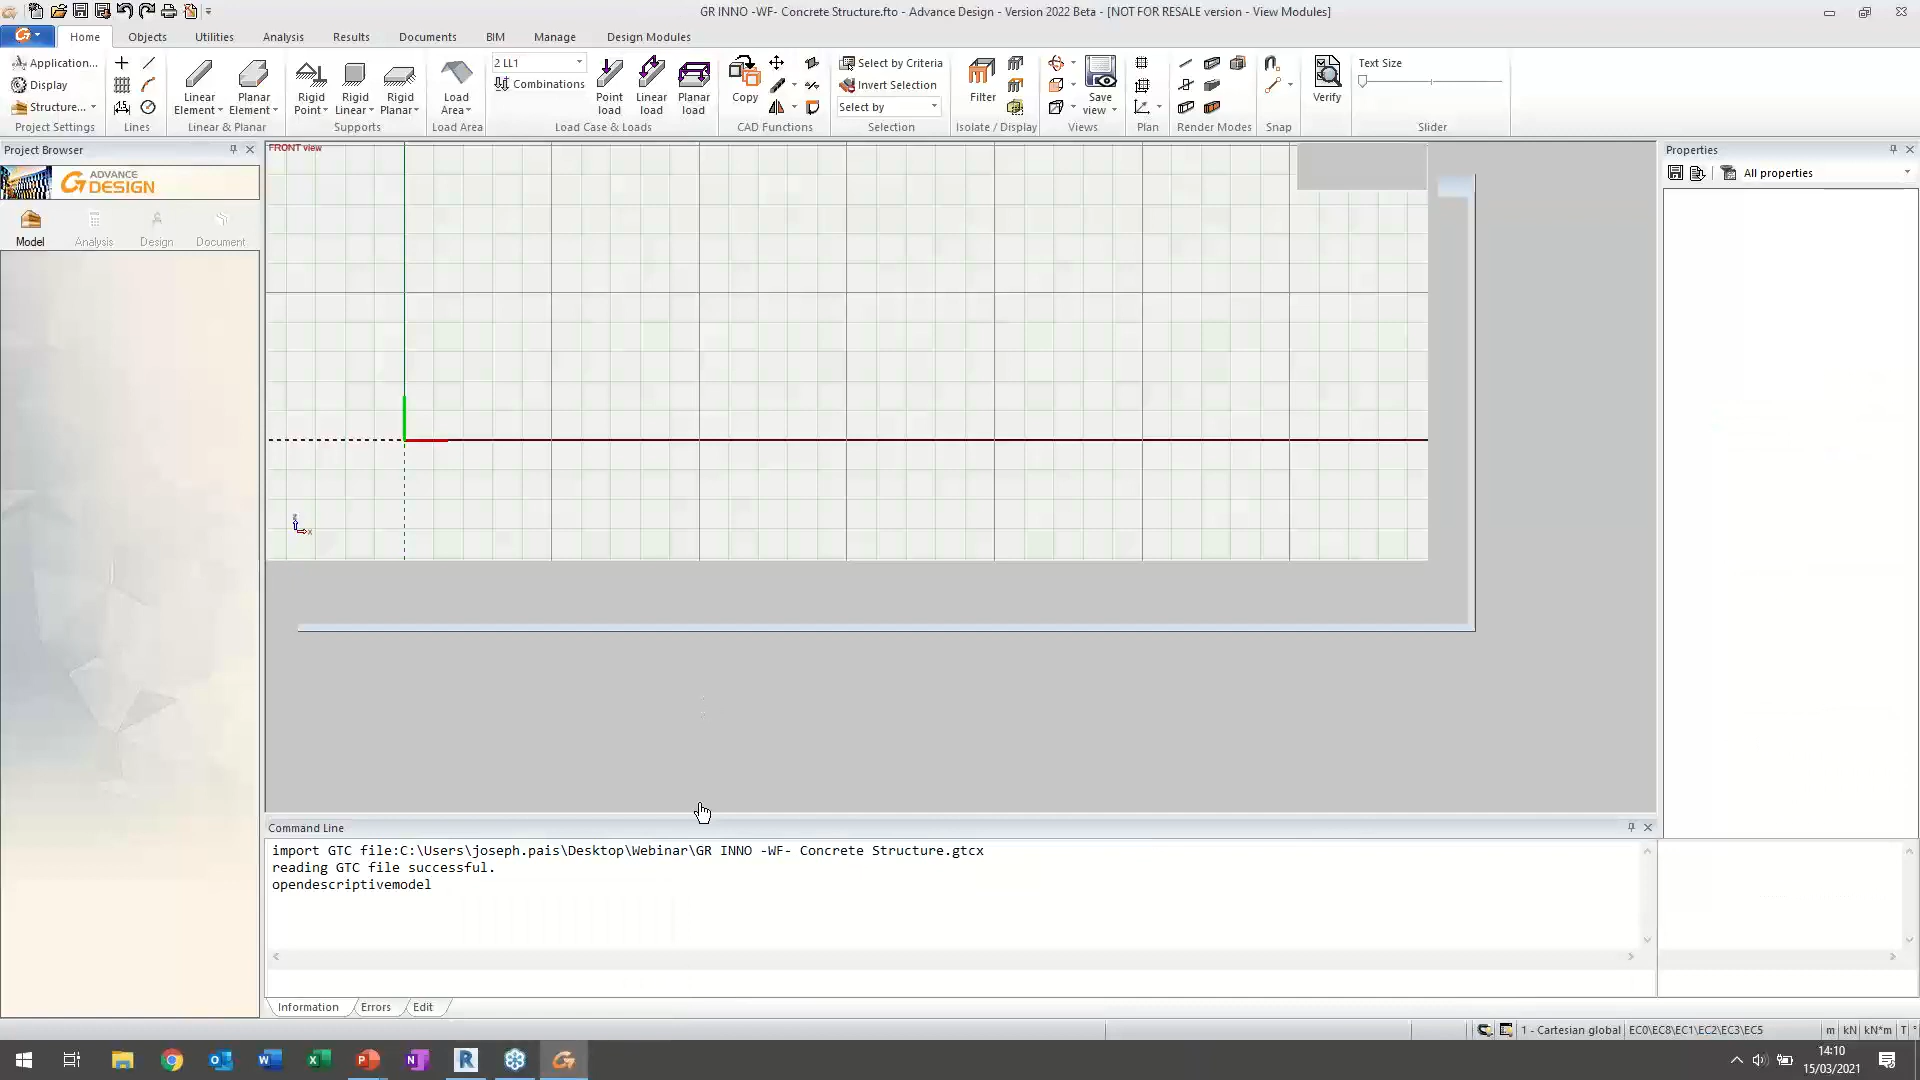 GR INNO -WF- Concrete Structure.fto - Advance Design - Version 2022 Beta - [NOT FOR RESALE version - View Modules]
Home Objects Utilities Analysis Results Documents BIM Manage Design Modules
Application...
Display
Structure...
Project Settings
Lines
Linear Element
Planar Element
Linear & Planar
Rigid Point
Rigid Linear
Rigid Planar
Supports
Load Area
Load Area
2 LL1
Combinations
Point load
Linear load
Planar load
Load Case & Loads
Copy
CAD Functions
Select by Criteria
Invert Selection
Select by
Selection
Filter
Isolate / Display
Save view
Views
Plan
Render Modes
Snap
Verify
Text Size
Slider
Project Browser
ADVANCE
DESIGN
Model Analysis Design Document
FRONT view
x
Properties
All properties
Command Line
import GTC file:C:\Users\joseph.pais\Desktop\Webinar\GR INNO -WF- Concrete Structure.gtcx
reading GTC file successful.
opendescriptivemodel
Information Errors Edit
1 - Cartesian global EC0\EC8\EC1\EC2\EC3\EC5 m kN kN*m T
14:10
15/03/2021